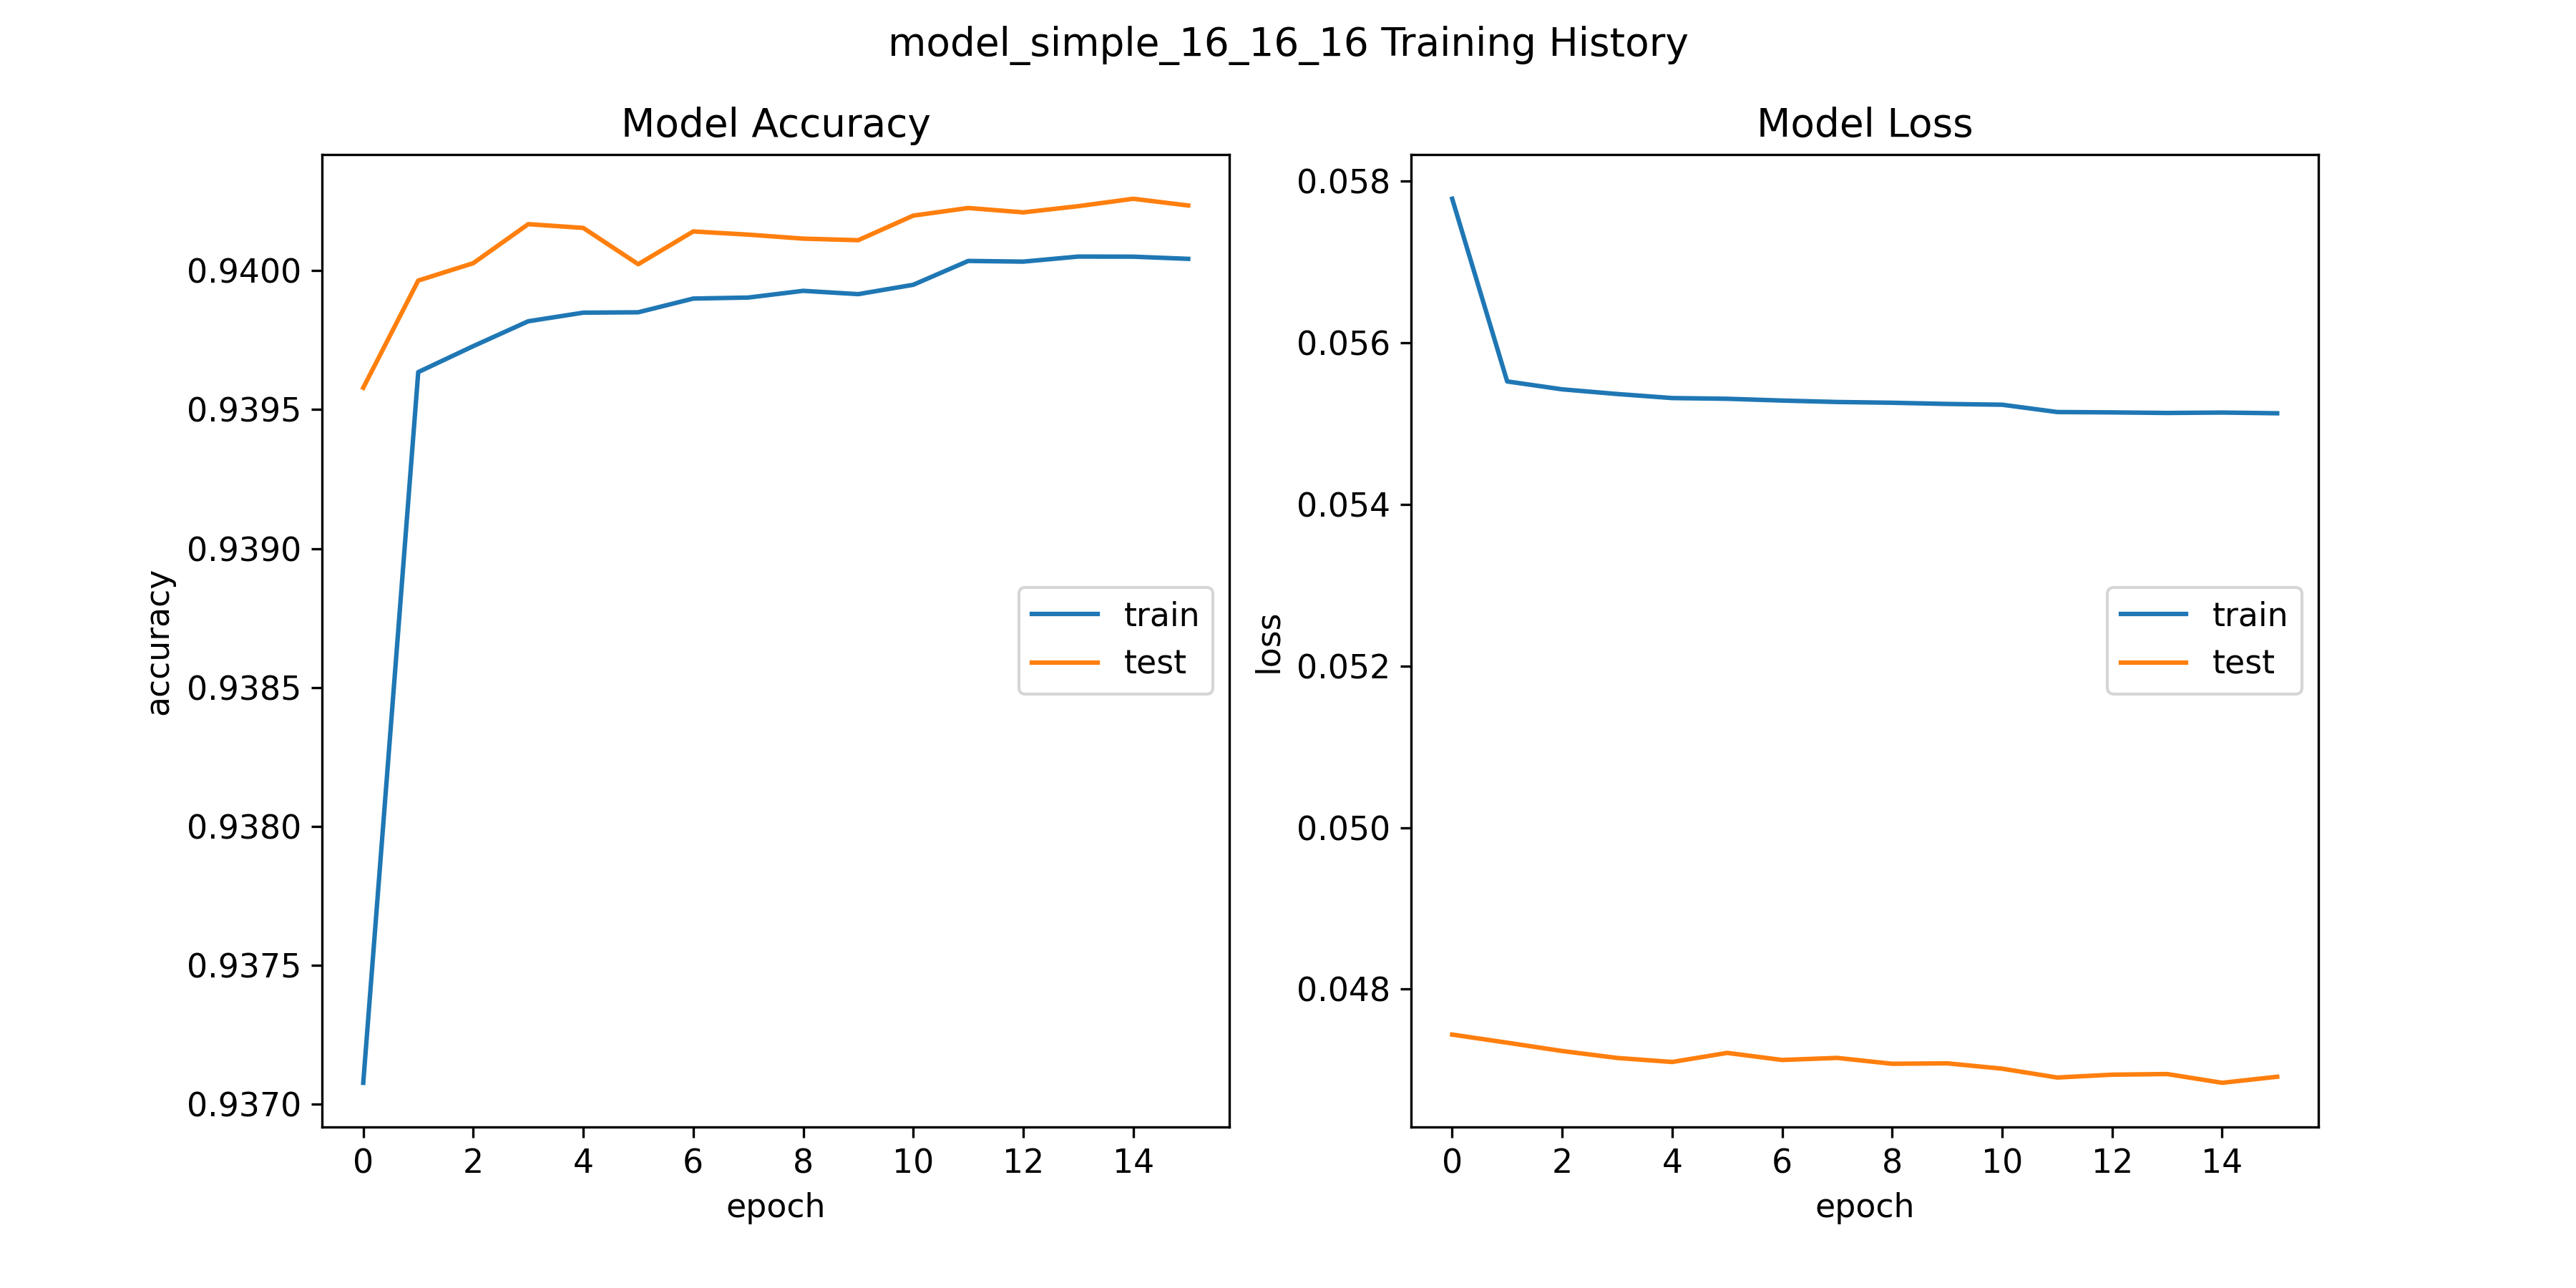 model_simple_16_16_16 Training History
Model Accuracy
accuracy
0.9400
0.9395
0.9390
0.9385
0.9380
0.9375
0.9370
train
test
0 2 4 6 8 10 12 14
epoch
Model Loss
loss
0.058
0.056
0.054
0.052
0.050
0.048
train
test
0 2 4 6 8 10 12 14
epoch